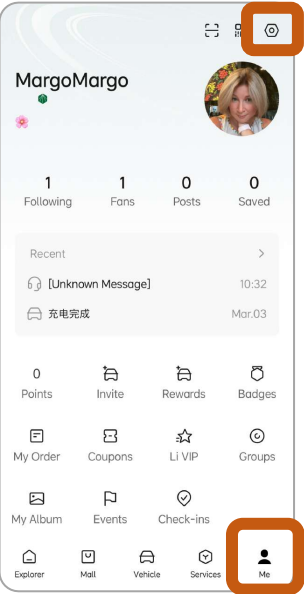 MargoMargo
1 1 0 0
Following Fans Posts Saved
Recent
[Unknown Message] 10:32
充电完成 Mar.03
0
Points Invite Rewards Badges
My Order Coupons Li VIP Groups
My Album Events Check-ins
Explorer Mall Vehicle Services Me